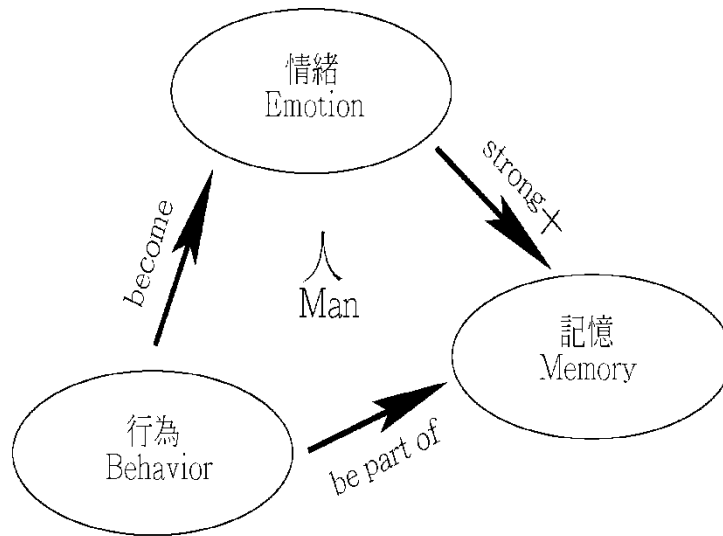 情緒
Emotion
strong+
become
人
Man
記憶
Memory
行為
Behavior
be part of